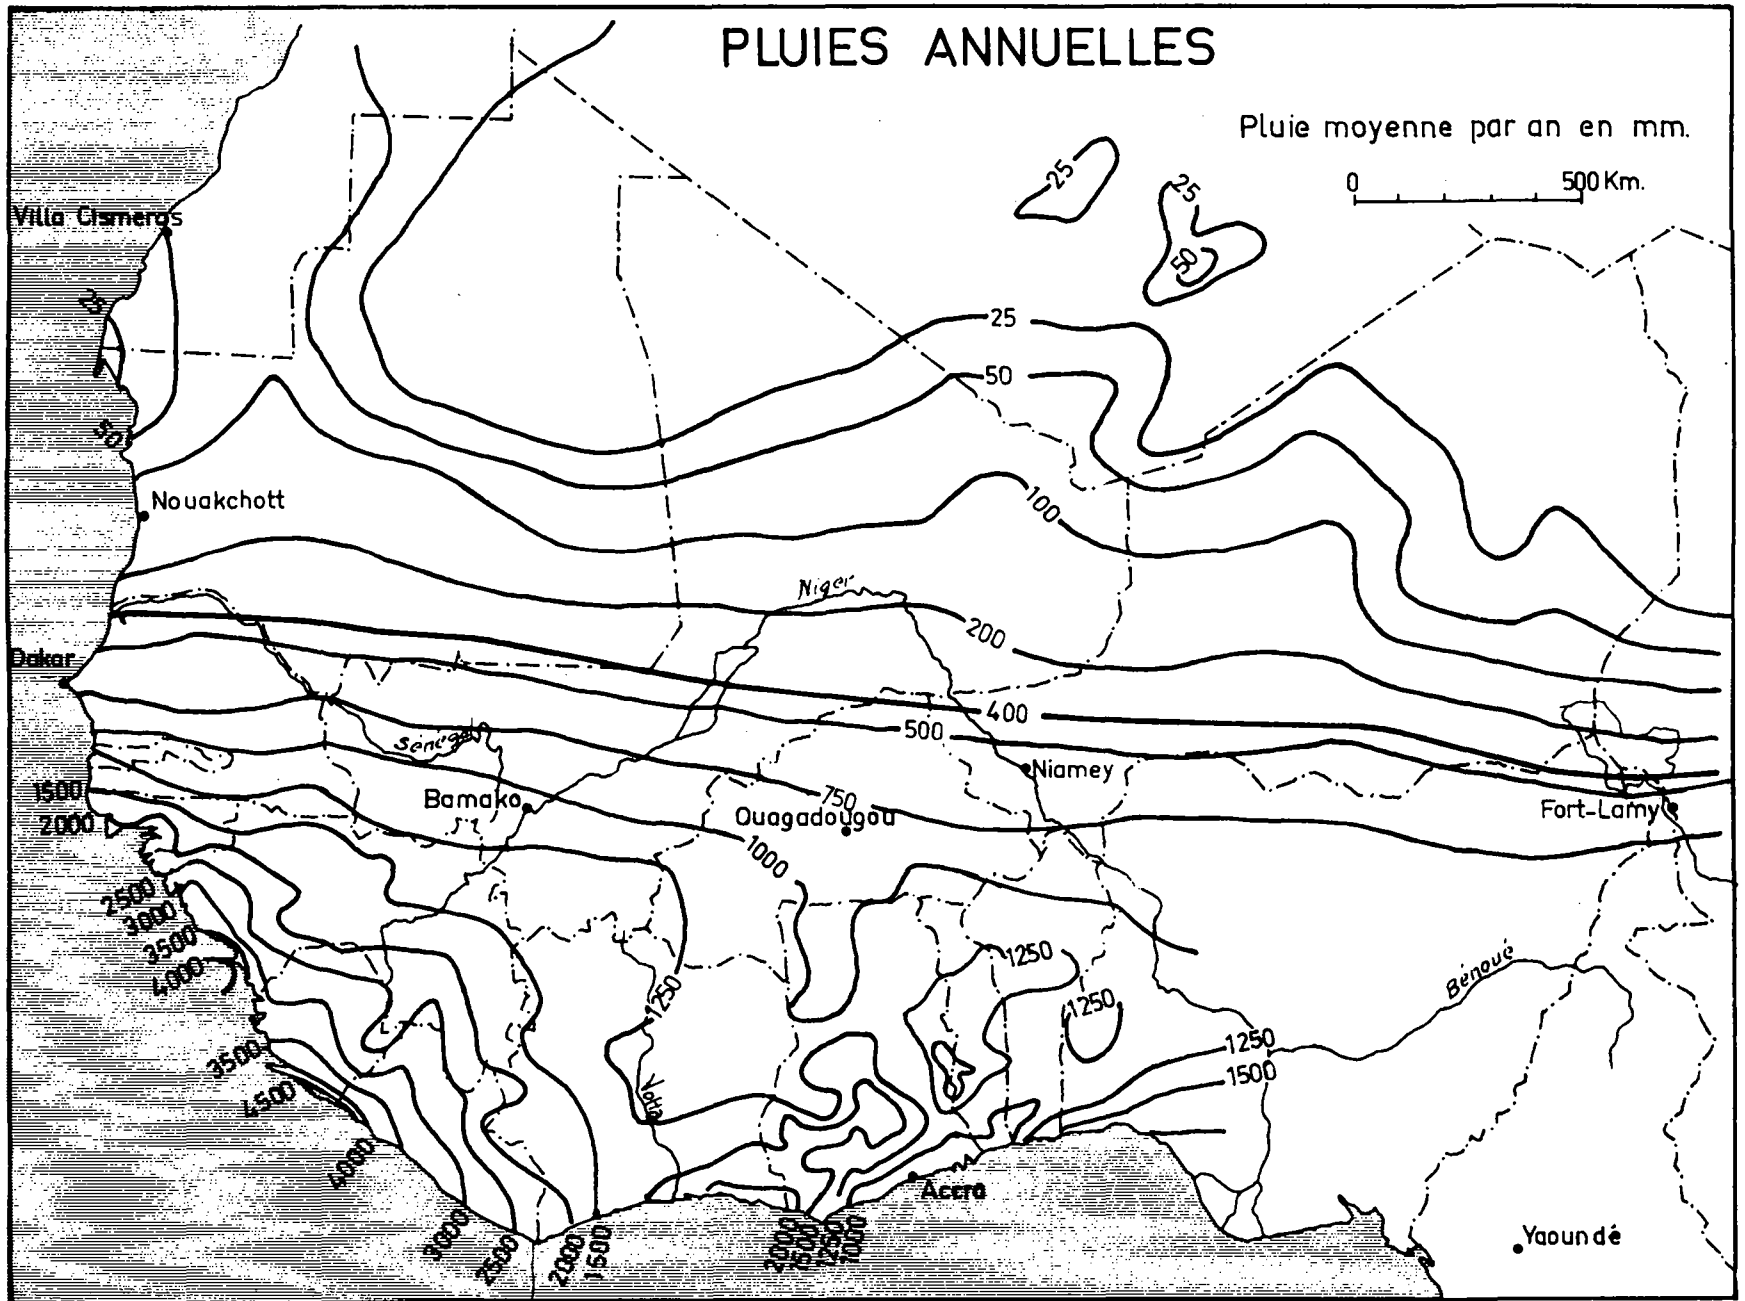 PLUIES ANNUELLES
Pluie moyenne par an en mm.
0 500 Km.
Villa Cisneros
25
25
50
25
50
25
50
Nouakchott
100
Niger
200
Dakar
400
500
Sénégal
Niamey
1500
Bamako
750
Ouagadougou
Fort-Lamy
2000
1000
2500
3000
3500
4000
1250
1250
1250
Bénoué
3500
1250
1500
4500
Volta
4000
Accra
3000
2500
2000
1500
2000
1500
1250
1000
Yaoundé